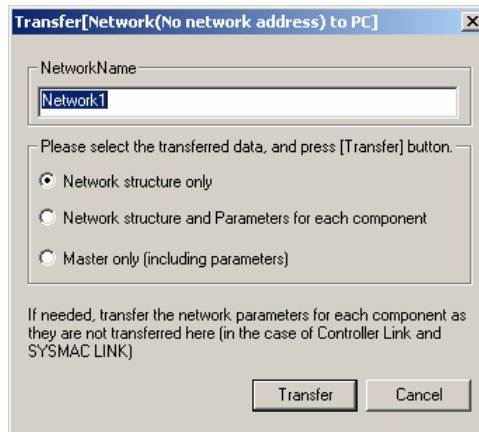 Transfer[Network(No network address) to PC]
NetworkName
Network1
Please select the transferred data, and press [Transfer] button.
Network structure only
Network structure and Parameters for each component
Master only (including parameters)
If needed, transfer the network parameters for each component as
they are not transferred here (in the case of Controller Link and
SYSMAC LINK)
Transfer
Cancel